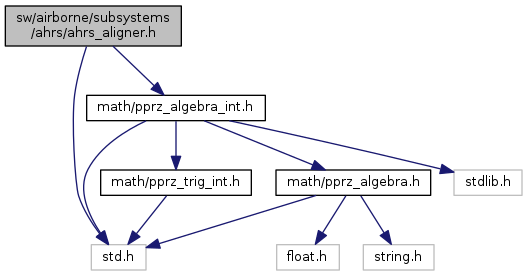 sw/airborne/subsystems
/ahrs/ahrs_aligner.h
math/pprz_algebra_int.h
math/pprz_trig_int.h
math/pprz_algebra.h
stdlib.h
std.h
float.h
string.h